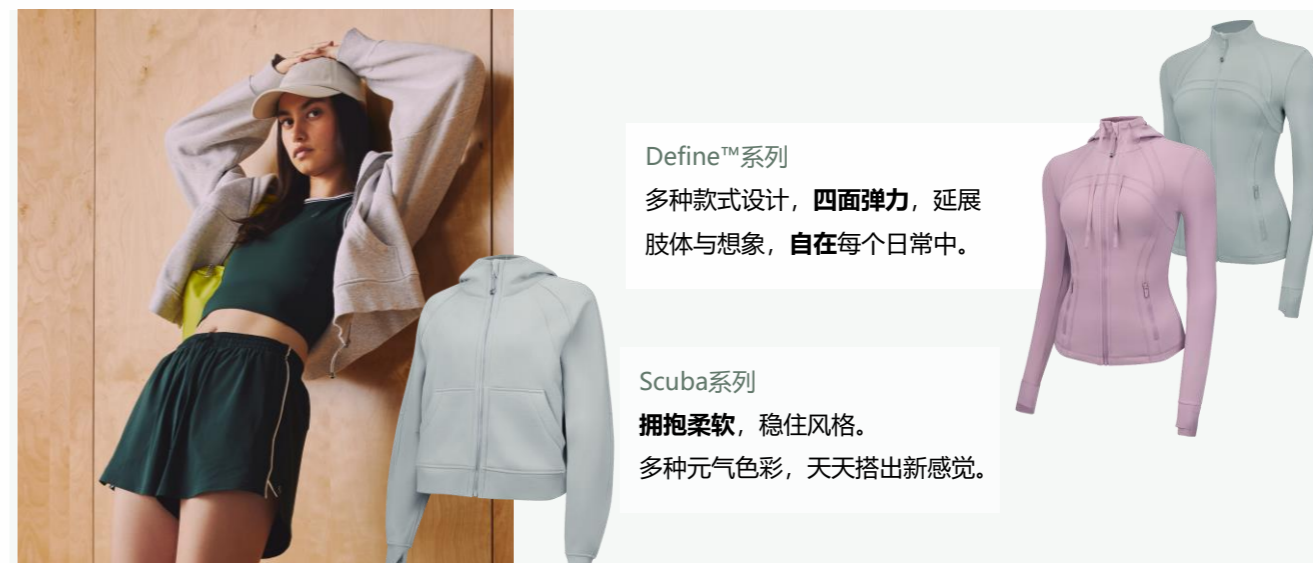 Define™系列
多种款式设计，四面弹力，延展
肢体与想象，自在每个日常中。
Scuba系列
拥抱柔软，稳住风格。
多种元气色彩，天天搭出新感觉。